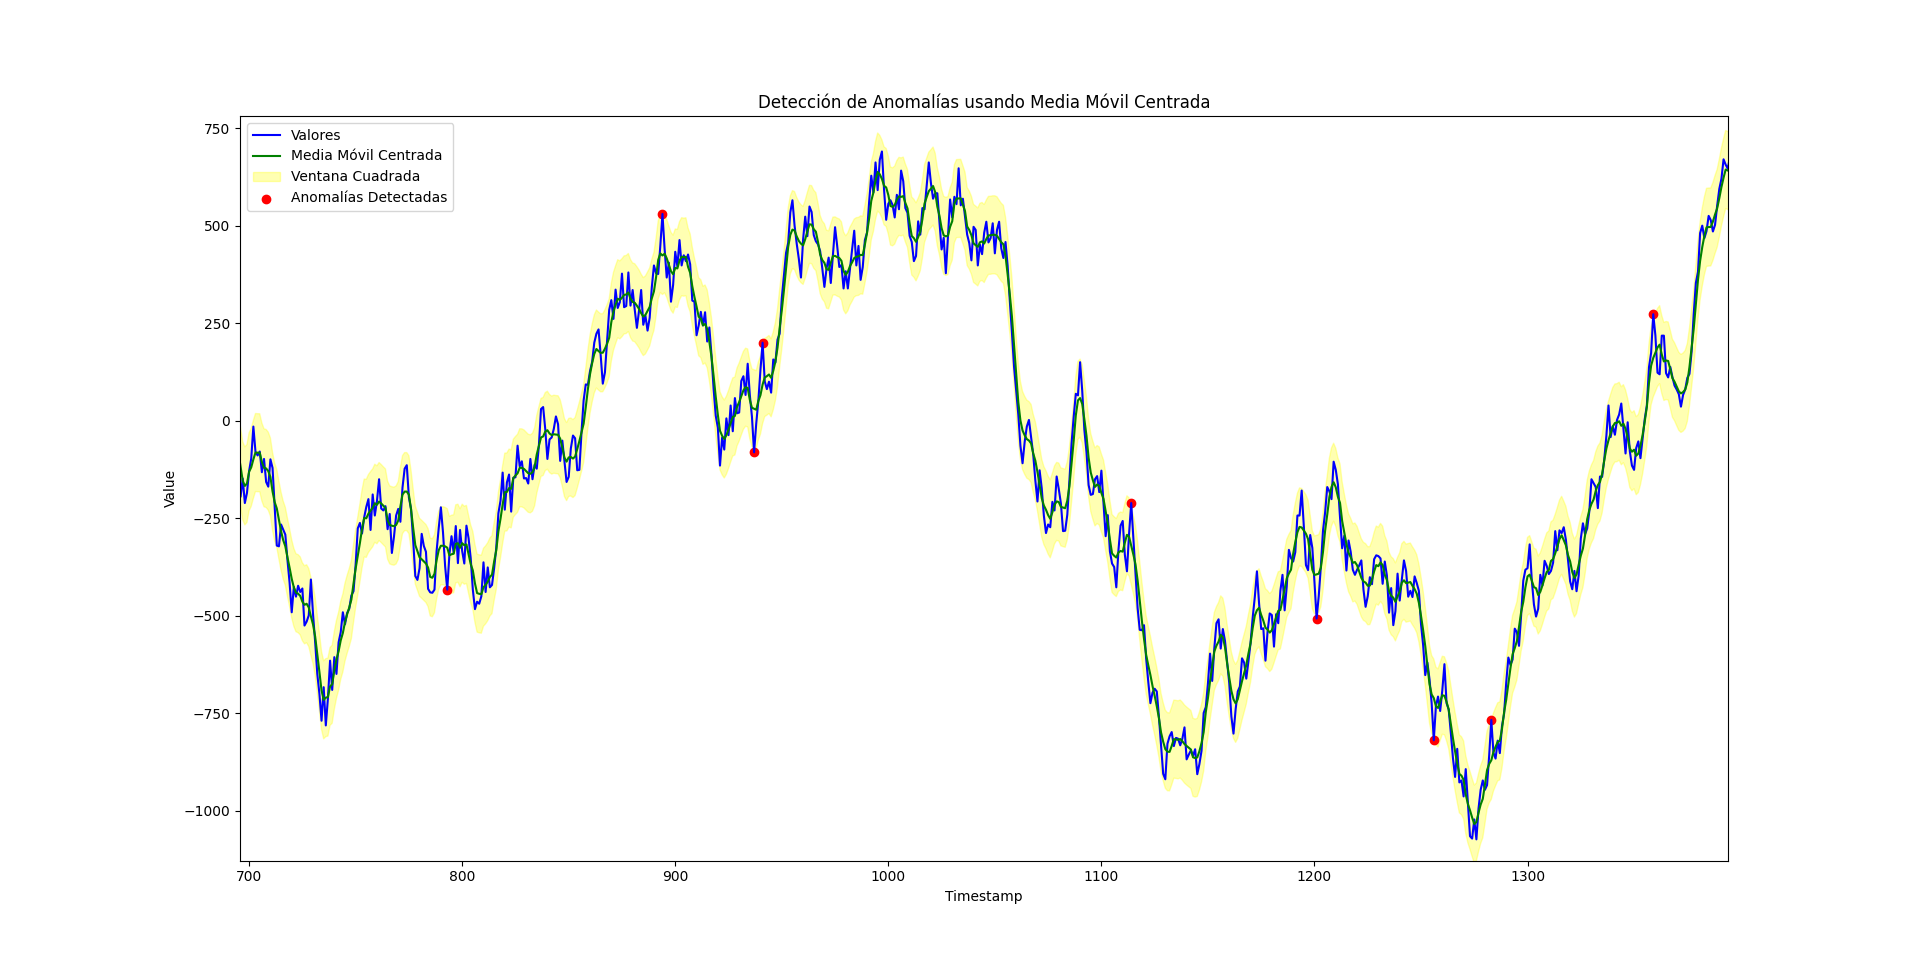 Detección de Anomalías usando Media Móvil Centrada
Valores
Media Móvil Centrada
Ventana Cuadrada
Anomalías Detectadas
750
500
250
0
−250
−500
−750
−1000
Value
700 800 900 1000 1100 1200 1300
Timestamp